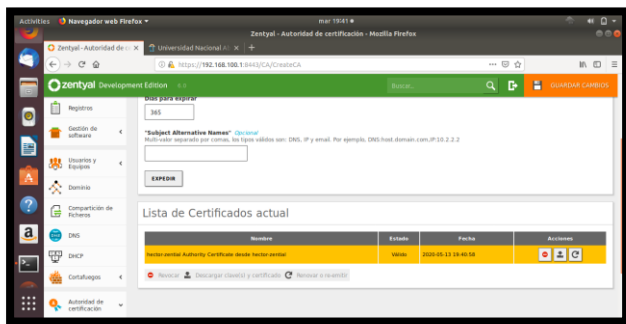 Activities Navegador web Firefox mar 19:41
Zentyal - Autoridad de certificación - Mozilla Firefox
Zentyal - Autoridad de c Universidad Nacional Ab
https://192.168.100.1:8443/CA/CreateCA
zentyal Development Edition 6.0 Buscar... GUARDAR CAMBIOS
Registros
Gestión de software
Usuarios y Equipos
Dominio
Compartición de Ficheros
DNS
DHCP
Cortafuegos
Autoridad de certificación
Días para expirar
365
"Subject Alternative Names" Opcional
Multi-valor separado por comas, los tipos válidos son: DNS, IP y email. Por ejemplo, DNS:host.domain.com,IP:10.2.2.2
EXPEDIR
Lista de Certificados actual
Nombre Estado Fecha Acciones
hector-zential Authority Certificate desde hector-zential Válido 2020-05-13 19:40:58
Revocar Descargar clave(s) y certificado Renovar o re-emitir